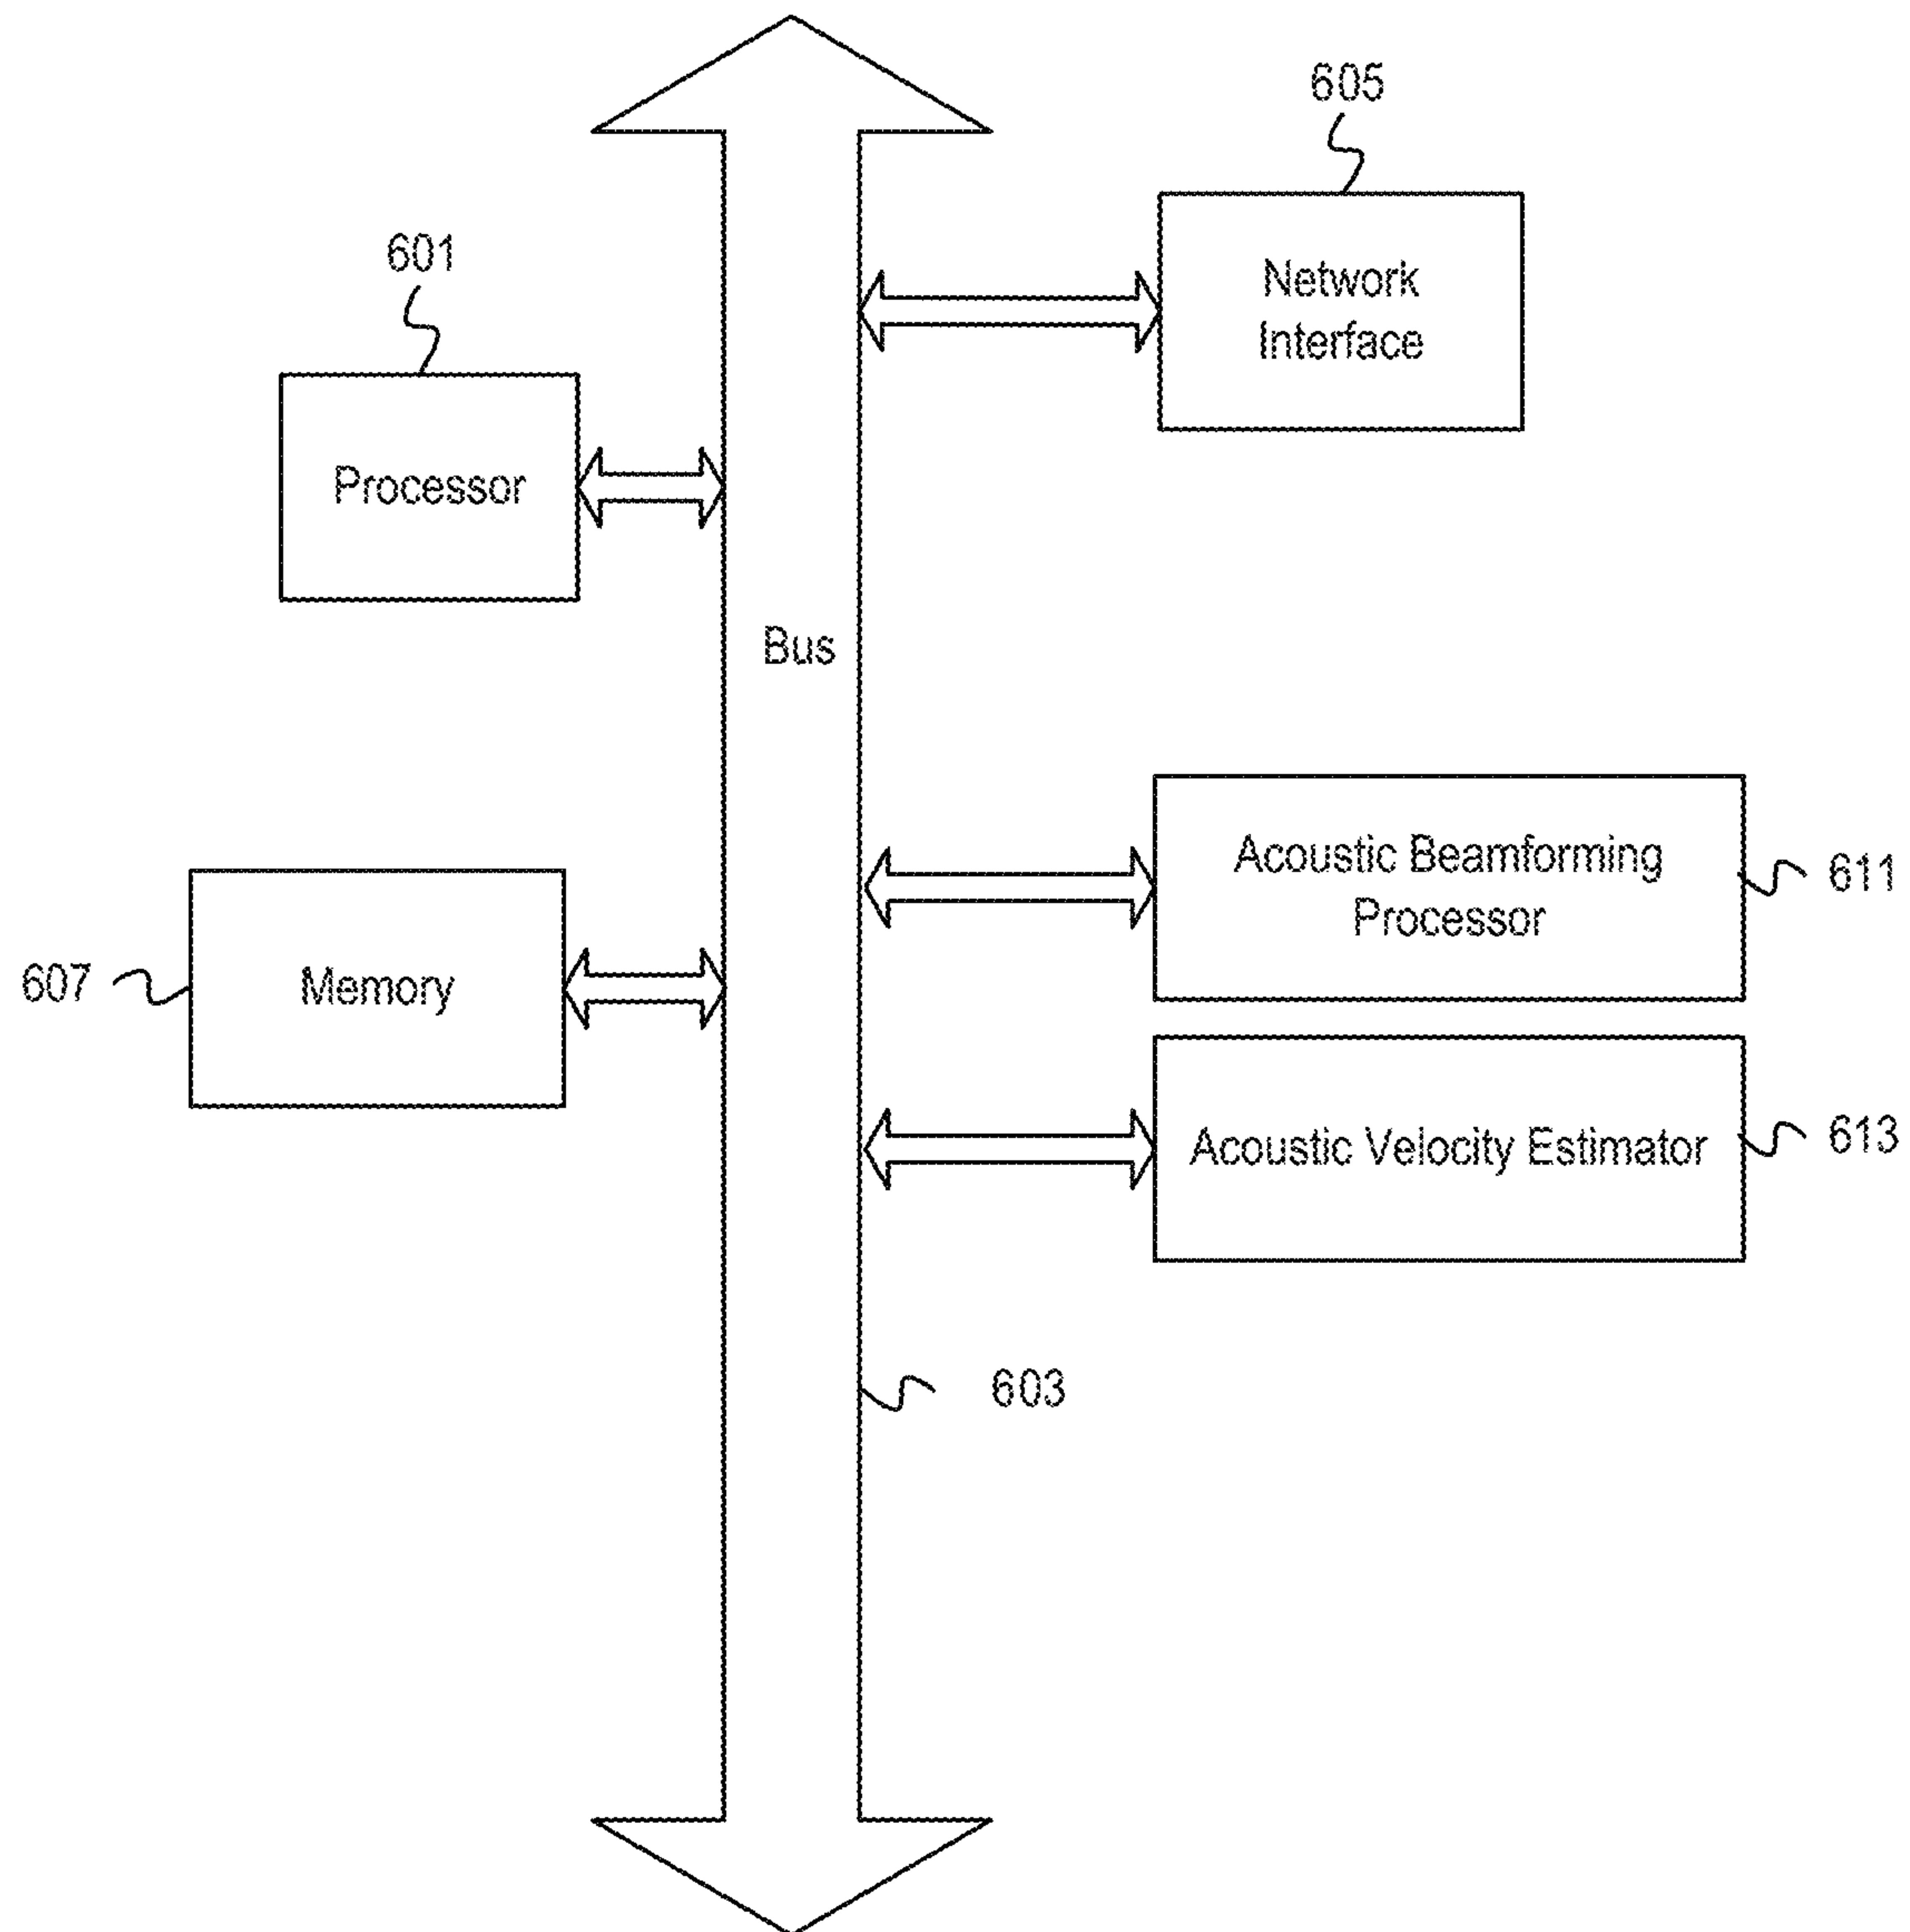 605
Network
Interface
601
Processor
Bus
Acoustic Beamforming
Processor
611
607
Memory
Acoustic Velocity Estimator
613
603